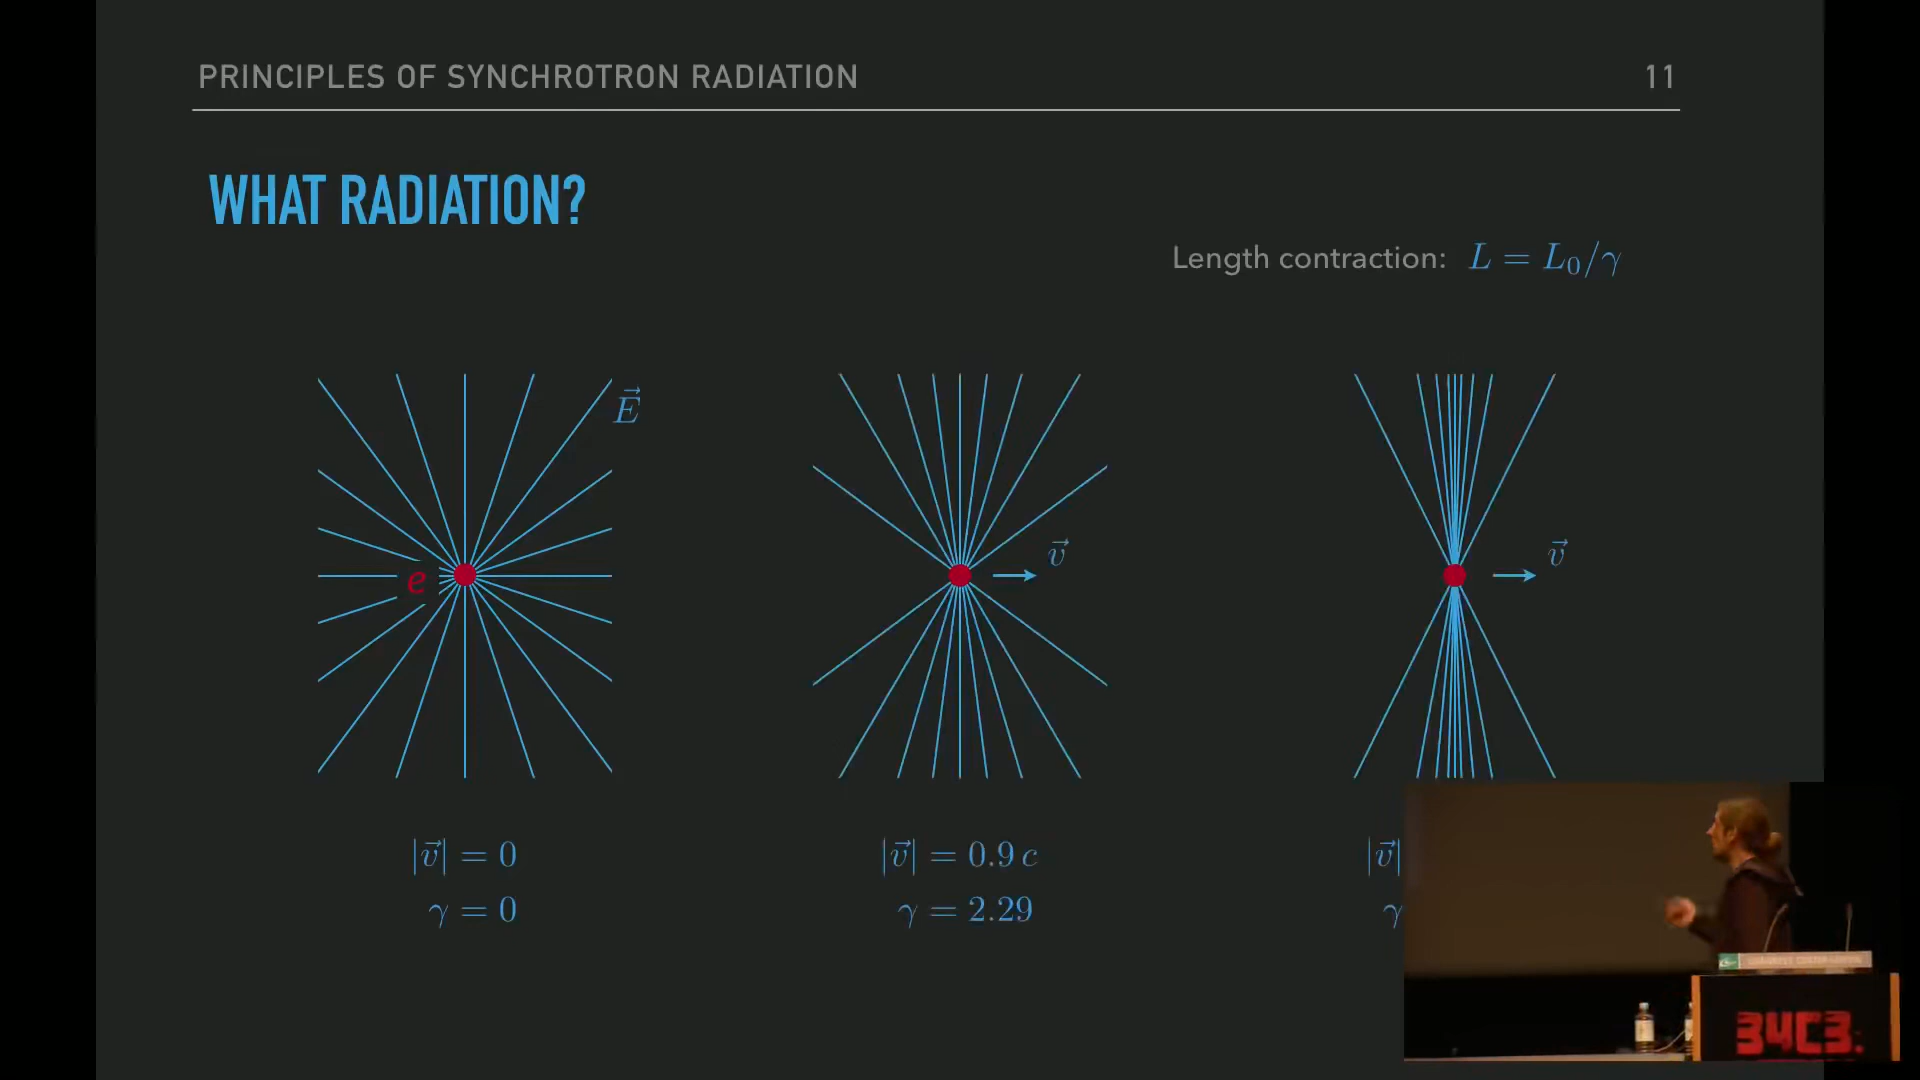 PRINCIPLES OF SYNCHROTRON RADIATION 11
WHAT RADIATION?
Length contraction: L = L₀/γ
E⃗
v⃗
v⃗
e
|v⃗| = 0
|v⃗| = 0.9 c
|v⃗|
γ = 0
γ = 2.29
γ
34C3.